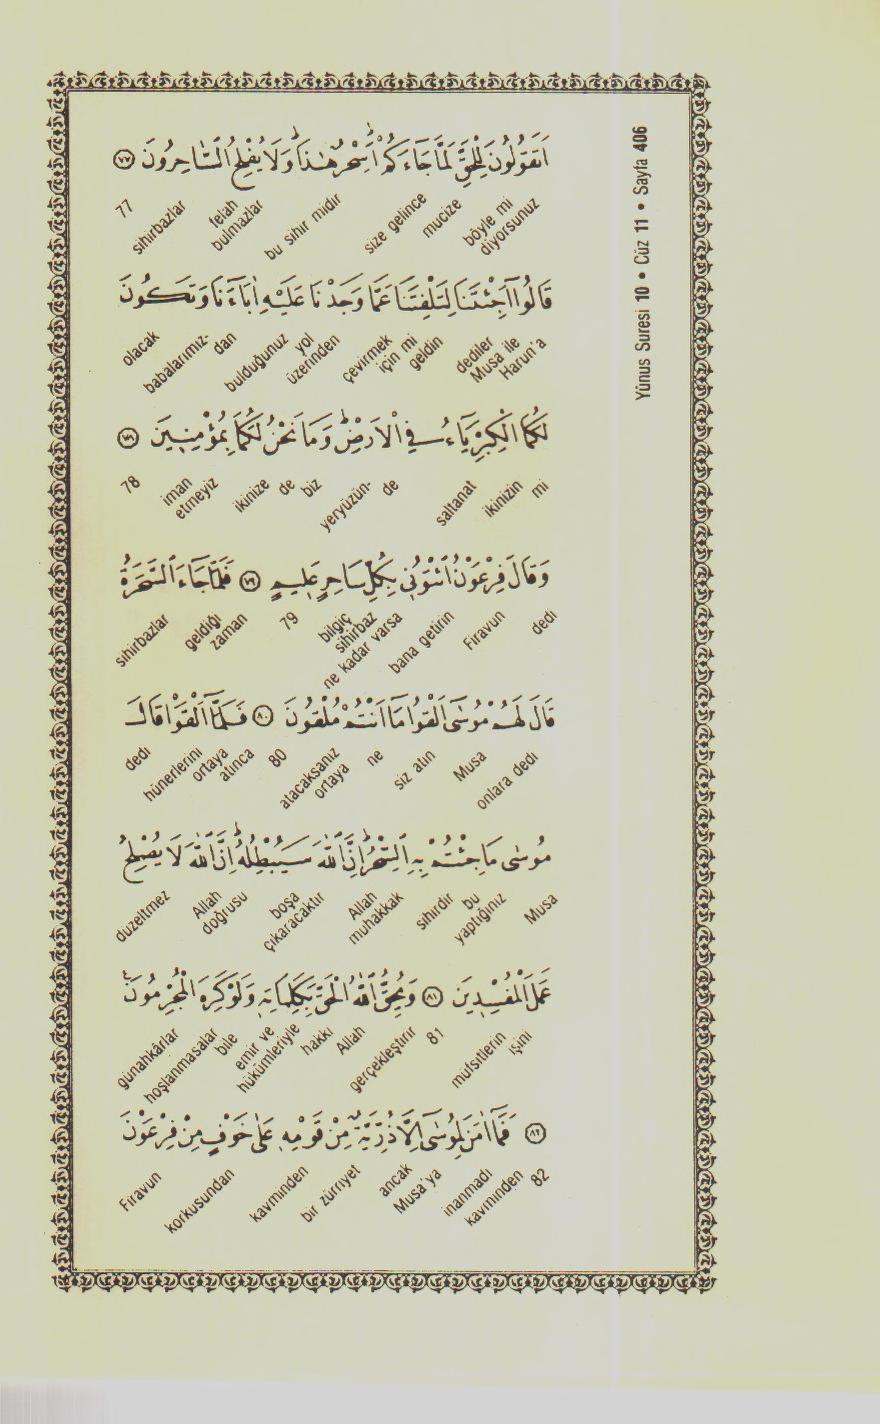 Yûnus Suresi 10 • Cüz 11 • Sayfa 406
اَتَقُولُونَ لِلْحَقِّ لَمَّا جَٓاءَكُمْ اَسِحْرٌ هٰذَا وَلَا يُفْلِحُ السَّاحِرُونَ ﴿٧٧﴾
böyle mi diyorsunuz mucize size gelince bu sihir midir felah bulmazlar sihirbazlar 77
قَالُٓوا اَجِئْتَنَا لِتَلْفِتَنَا عَمَّا وَجَدْنَا عَلَيْهِ اٰبَٓاءَنَا وَتَكُونَ
dediler Musa ile Harun'a çevirmek için mi geldin yol üzerinden bulduğunuz babalarımız- dan olacak
لَكُمَا الْكِبْرِيَٓاءُ فِي الْاَرْضِ وَمَا نَحْنُ لَكُمَا بِمُؤْمِنِينَ ﴿٧٨﴾
mi ikinizin saltanat yeryüzün- de biz de ikinize iman etmeyiz 78
وَقَالَ فِرْعَوْنُ ائْتُونِي بِكُلِّ سَاحِرٍ عَلِيمٍ ﴿٧٩﴾ فَلَمَّا جَٓاءَ السَّحَرَةُ
dedi Firavun bana getirin bilgiç sihirbaz ne kadar varsa 79 geldiği zaman sihirbazlar
قَالَ لَهُمْ مُوسٰٓى اَلْقُوا مَٓا اَنْتُمْ مُلْقُونَ ﴿٨٠﴾ فَلَمَّٓا اَلْقَوْا قَالَ
onlara dedi Musa siz atın ne ortaya atacaksanız 80 hünerlerini ortaya atınca dedi
مُوسٰى مَا جِئْتُمْ بِهِ السِّحْرُ اِنَّ اللّٰهَ سَيُبْطِلُهُ اِنَّ اللّٰهَ لَا يُصْلِحُ
Musa bu yaptığınız sihirdir Allah muhakkak boşa çıkaracaktır Allah doğrusu düzeltmez
عَمَلَ الْمُفْسِدِينَ ﴿٨١﴾ وَيُحِقُّ اللّٰهُ الْحَقَّ بِكَلِمَاتِهِ وَلَوْ كَرِهَ الْمُجْرِمُونَ
işini müfsitlerin 81 gerçekleştirir Allah hakkı emir ve hükümleriyle bile hoşlanmasalar günahkârlar
﴿٨٢﴾ فَمَٓا اٰمَنَ لِمُوسٰٓى اِلَّا ذُرِّيَّةٌ مِنْ قَوْمِهِ عَلٰى خَوْفٍ مِنْ فِرْعَوْنَ
82 inanmadı kavminden Musa'ya ancak bir zürriyet kavminden korkusundan Firavun